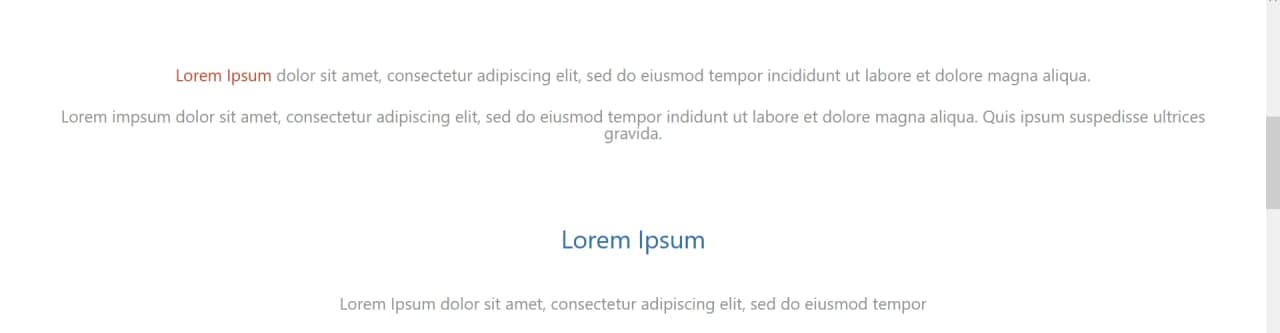 Lorem Ipsum dolor sit amet, consectetur adipiscing elit, sed do eiusmod tempor incididunt ut labore et dolore magna aliqua.
Lorem impsum dolor sit amet, consectetur adipiscing elit, sed do eiusmod tempor indidunt ut labore et dolore magna aliqua. Quis ipsum suspedisse ultrices
gravida.
Lorem Ipsum
Lorem Ipsum dolor sit amet, consectetur adipiscing elit, sed do eiusmod tempor